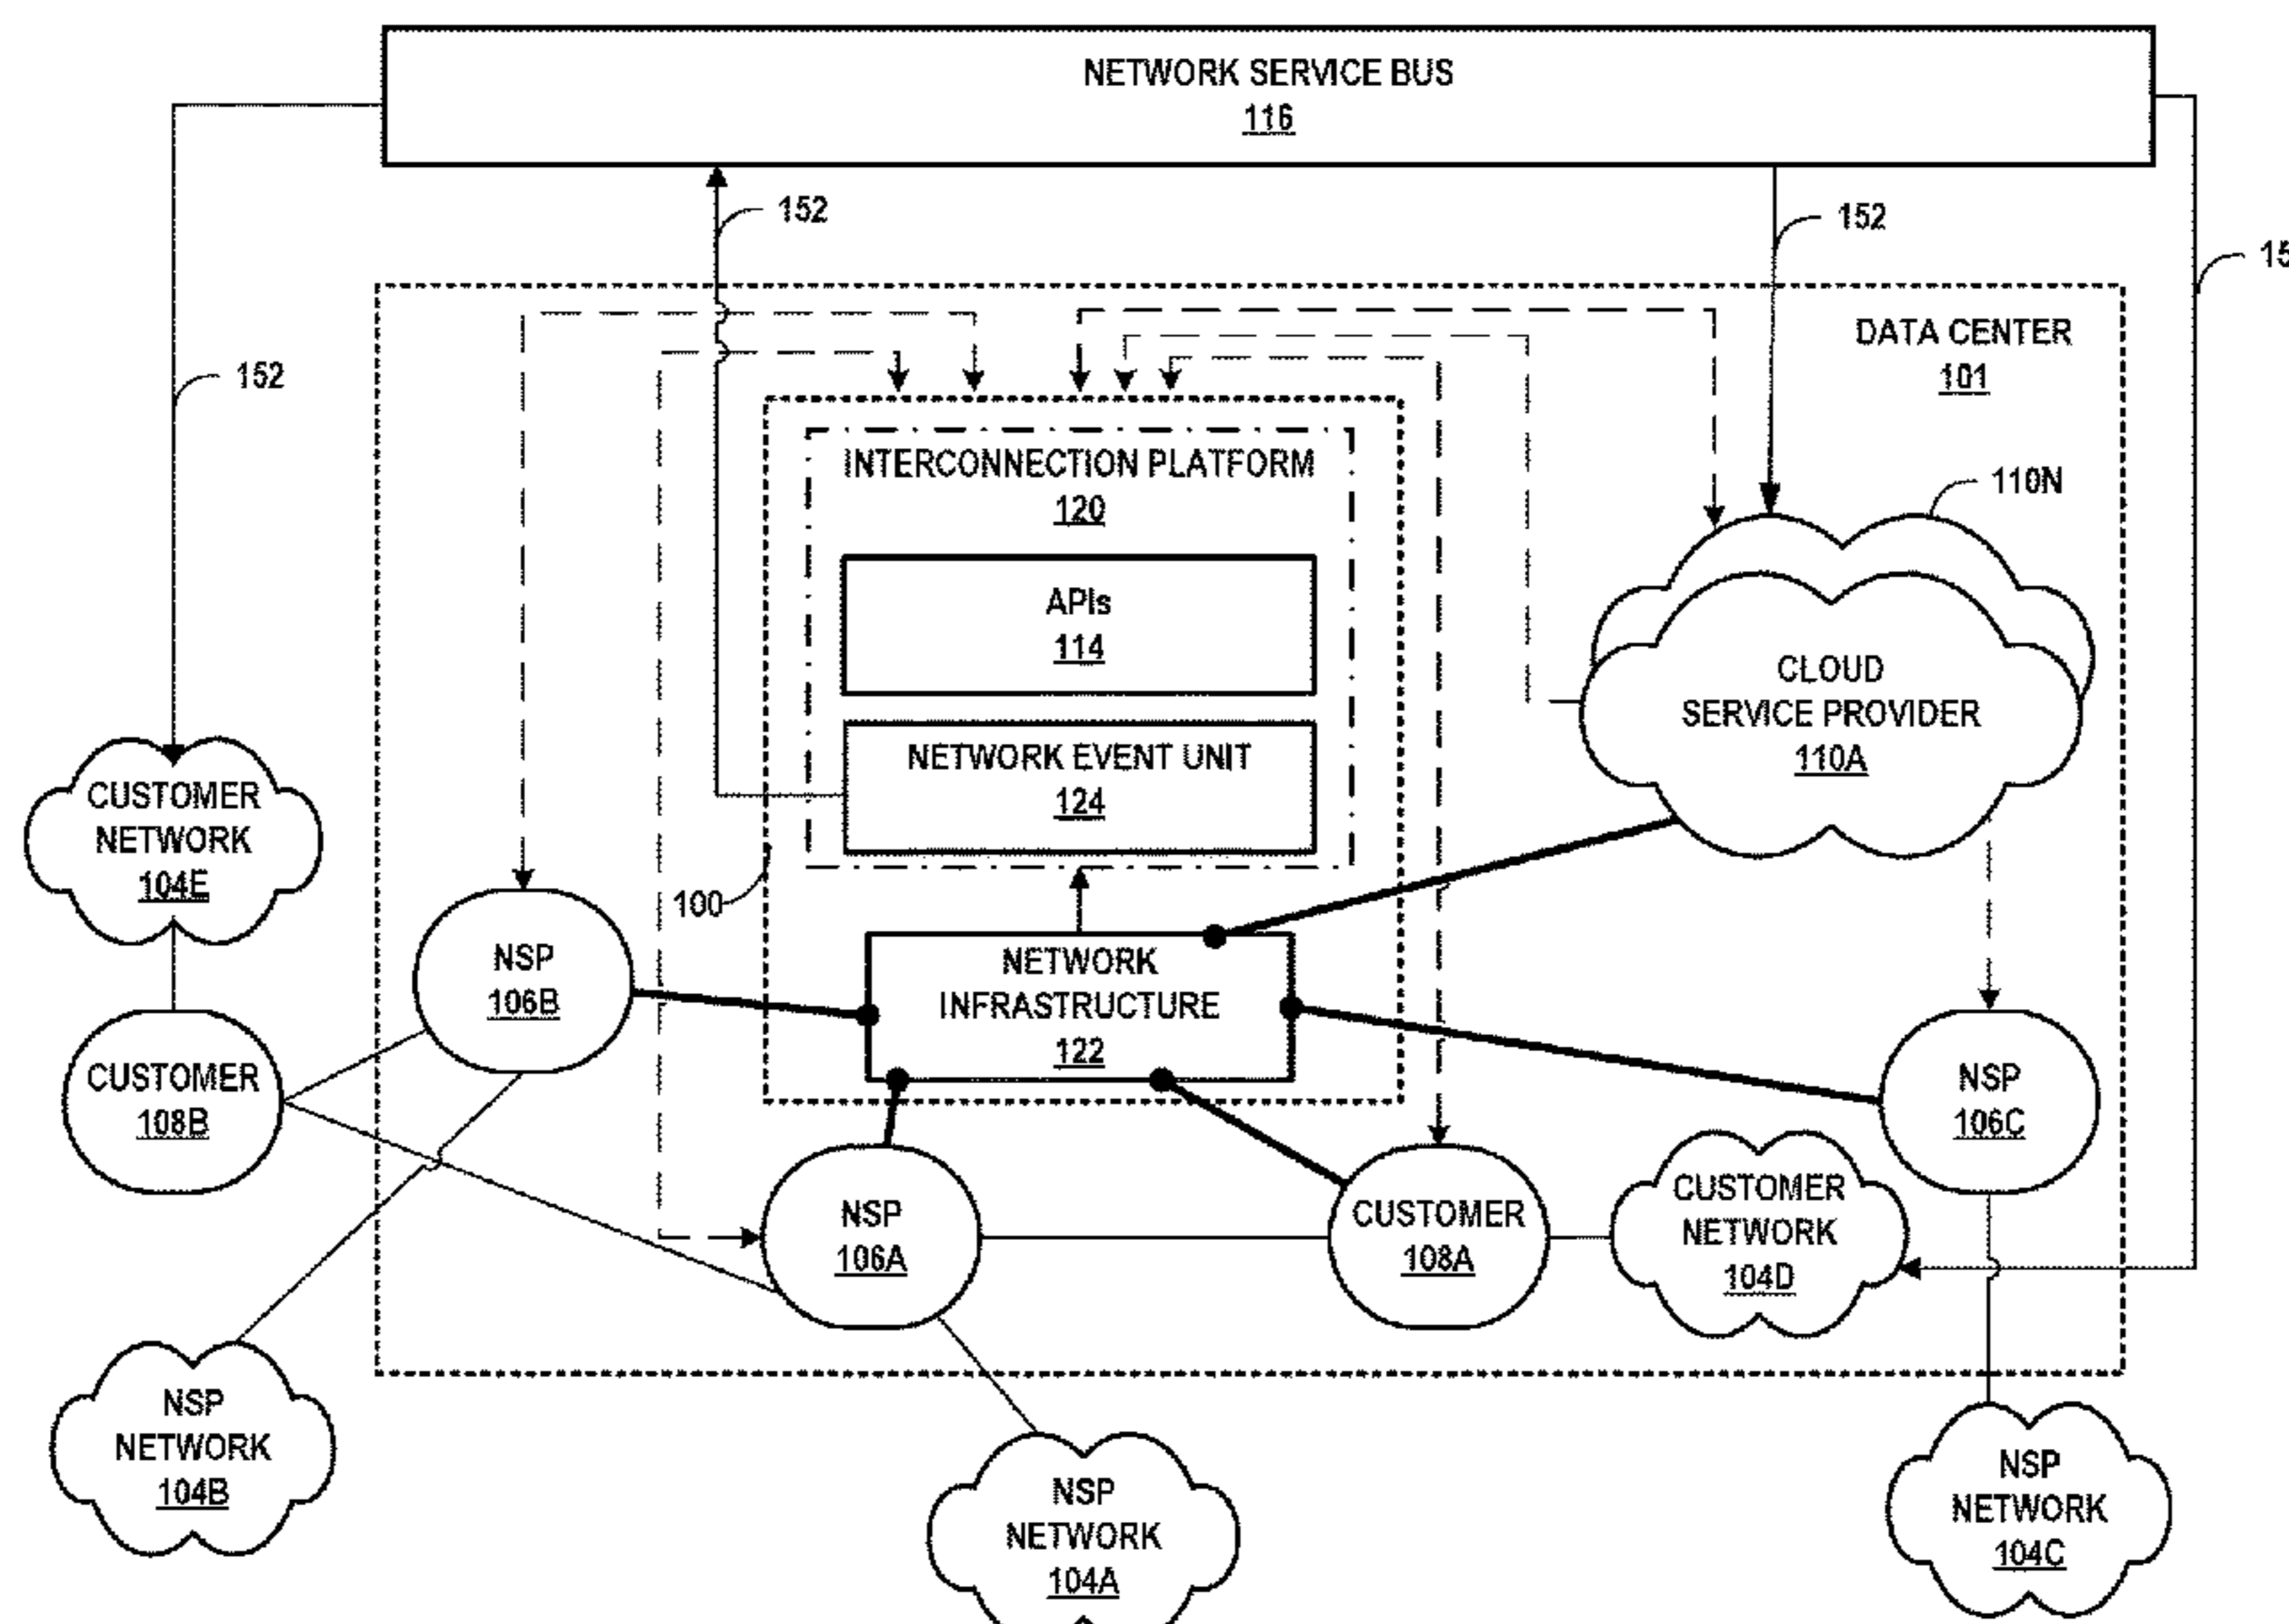 NETWORK SERVICE BUS
116
152
152
15
152
DATA CENTER
101
INTERCONNECTION PLATFORM
120
110N
APIs
114
CLOUD
SERVICE PROVIDER
110A
NETWORK EVENT UNIT
124
CUSTOMER
NETWORK
104E
100
NSP
106B
NETWORK
INFRASTRUCTURE
122
CUSTOMER
108B
NSP
106C
NSP
106A
CUSTOMER
108A
CUSTOMER
NETWORK
104D
NSP
NETWORK
104B
NSP
NETWORK
104A
NSP
NETWORK
104C